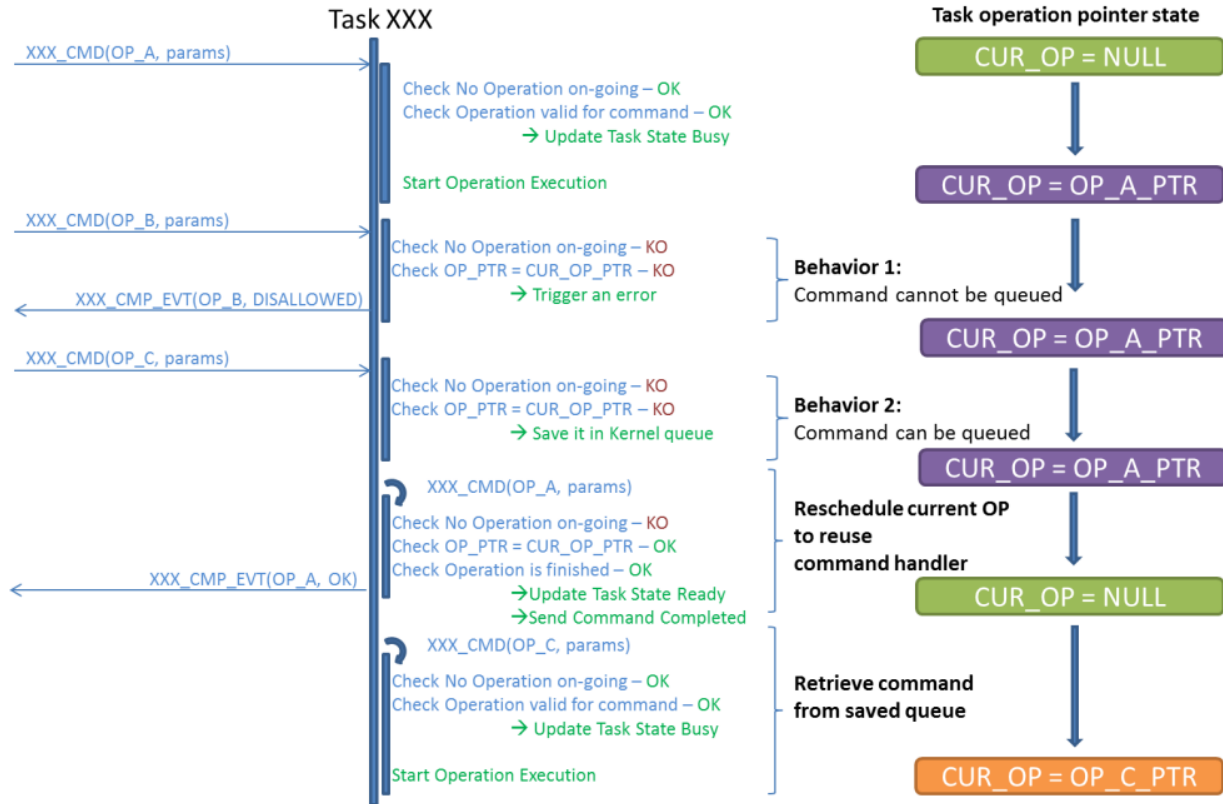 Task XXX
Task operation pointer state
XXX_CMD(OP_A, params)
CUR_OP = NULL
Check No Operation on-going – OK
Check Operation valid for command – OK
→ Update Task State Busy
Start Operation Execution
CUR_OP = OP_A_PTR
XXX_CMD(OP_B, params)
Check No Operation on-going – KO
Check OP_PTR = CUR_OP_PTR – KO
→ Trigger an error
Behavior 1:
Command cannot be queued
XXX_CMP_EVT(OP_B, DISALLOWED)
CUR_OP = OP_A_PTR
XXX_CMD(OP_C, params)
Check No Operation on-going – KO
Check OP_PTR = CUR_OP_PTR – KO
→ Save it in Kernel queue
Behavior 2:
Command can be queued
CUR_OP = OP_A_PTR
XXX_CMD(OP_A, params)
Check No Operation on-going – KO
Check OP_PTR = CUR_OP_PTR – OK
Check Operation is finished – OK
→Update Task State Ready
→Send Command Completed
Reschedule current OP
to reuse
command handler
XXX_CMP_EVT(OP_A, OK)
CUR_OP = NULL
XXX_CMD(OP_C, params)
Check No Operation on-going – OK
Check Operation valid for command – OK
→ Update Task State Busy
Start Operation Execution
Retrieve command
from saved queue
CUR_OP = OP_C_PTR